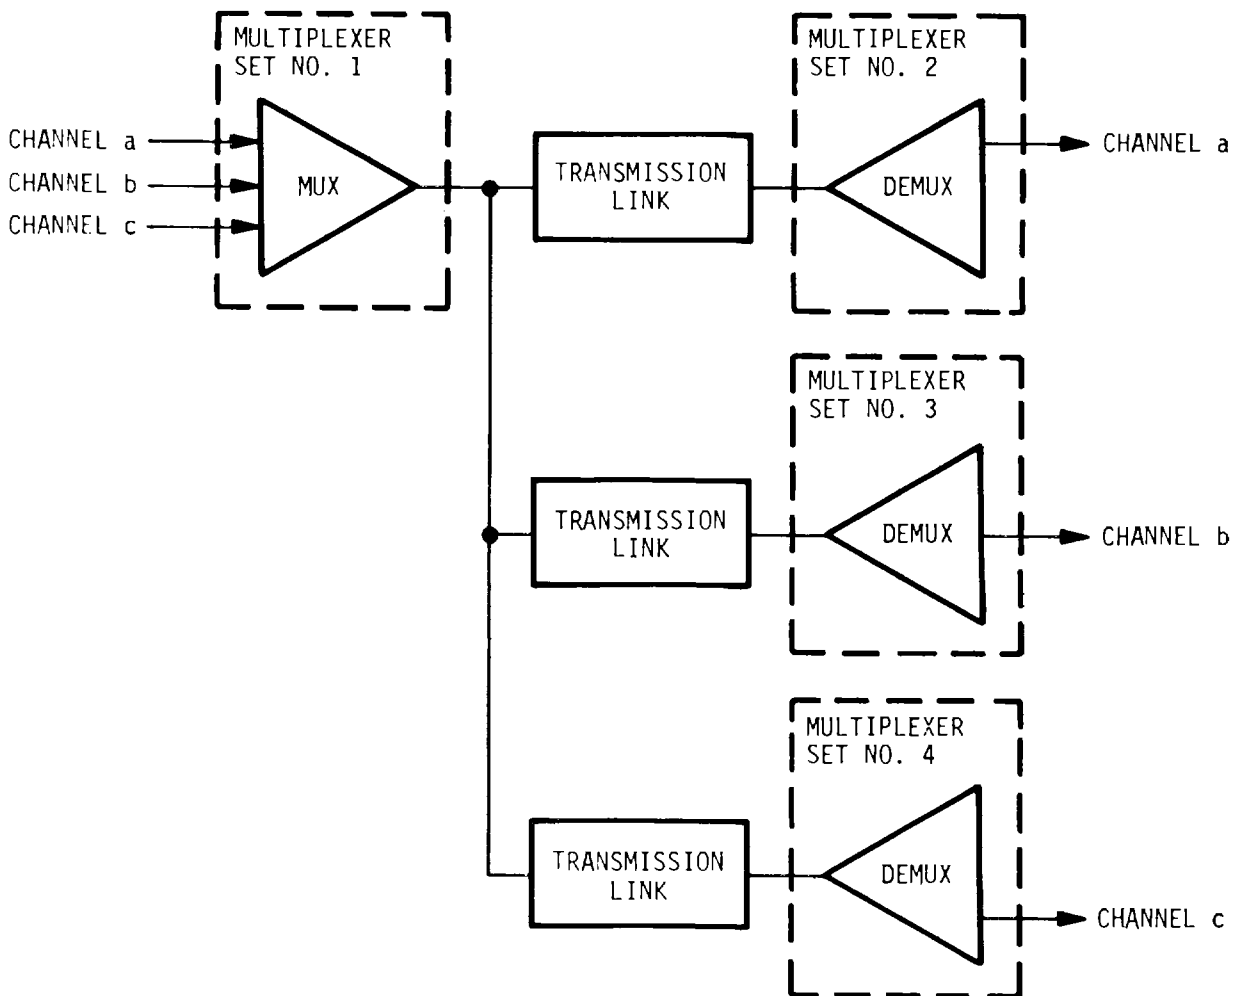 MULTIPLEXER
SET NO. 1
CHANNEL a
CHANNEL b
CHANNEL c
MUX
TRANSMISSION
LINK
MULTIPLEXER
SET NO. 2
DEMUX
CHANNEL a
MULTIPLEXER
SET NO. 3
TRANSMISSION
LINK
DEMUX
CHANNEL b
MULTIPLEXER
SET NO. 4
TRANSMISSION
LINK
DEMUX
CHANNEL c